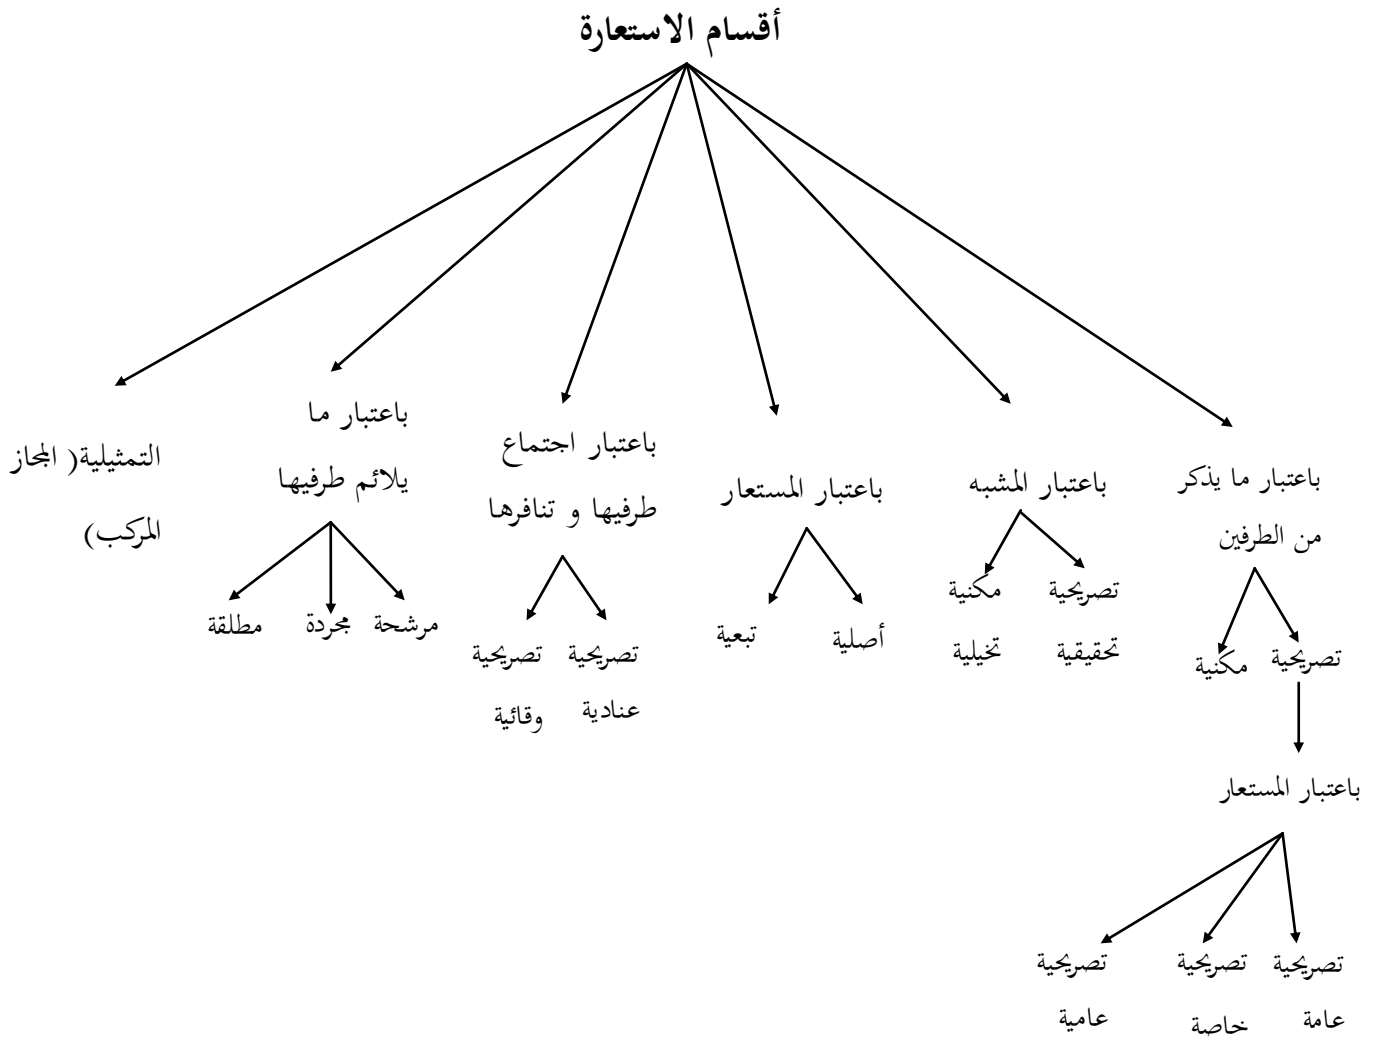 أقسام الاستعارة
باعتبار ما يذكر
من الطرفين
تصريحية
مكنية
باعتبار المستعار
تصريحية
عامة
تصريحية
خاصة
تصريحية
عامية
باعتبار المشبه
تصريحية
تحقيقية
مكنية
تخيلية
باعتبار المستعار
أصلية
تبعية
باعتبار اجتماع
طرفيها و تنافرها
تصريحية
عنادية
تصريحية
وقائية
باعتبار ما
يلائم طرفيها
مرشحة
مجردة
مطلقة
التمثيلية( المجاز
المركب)